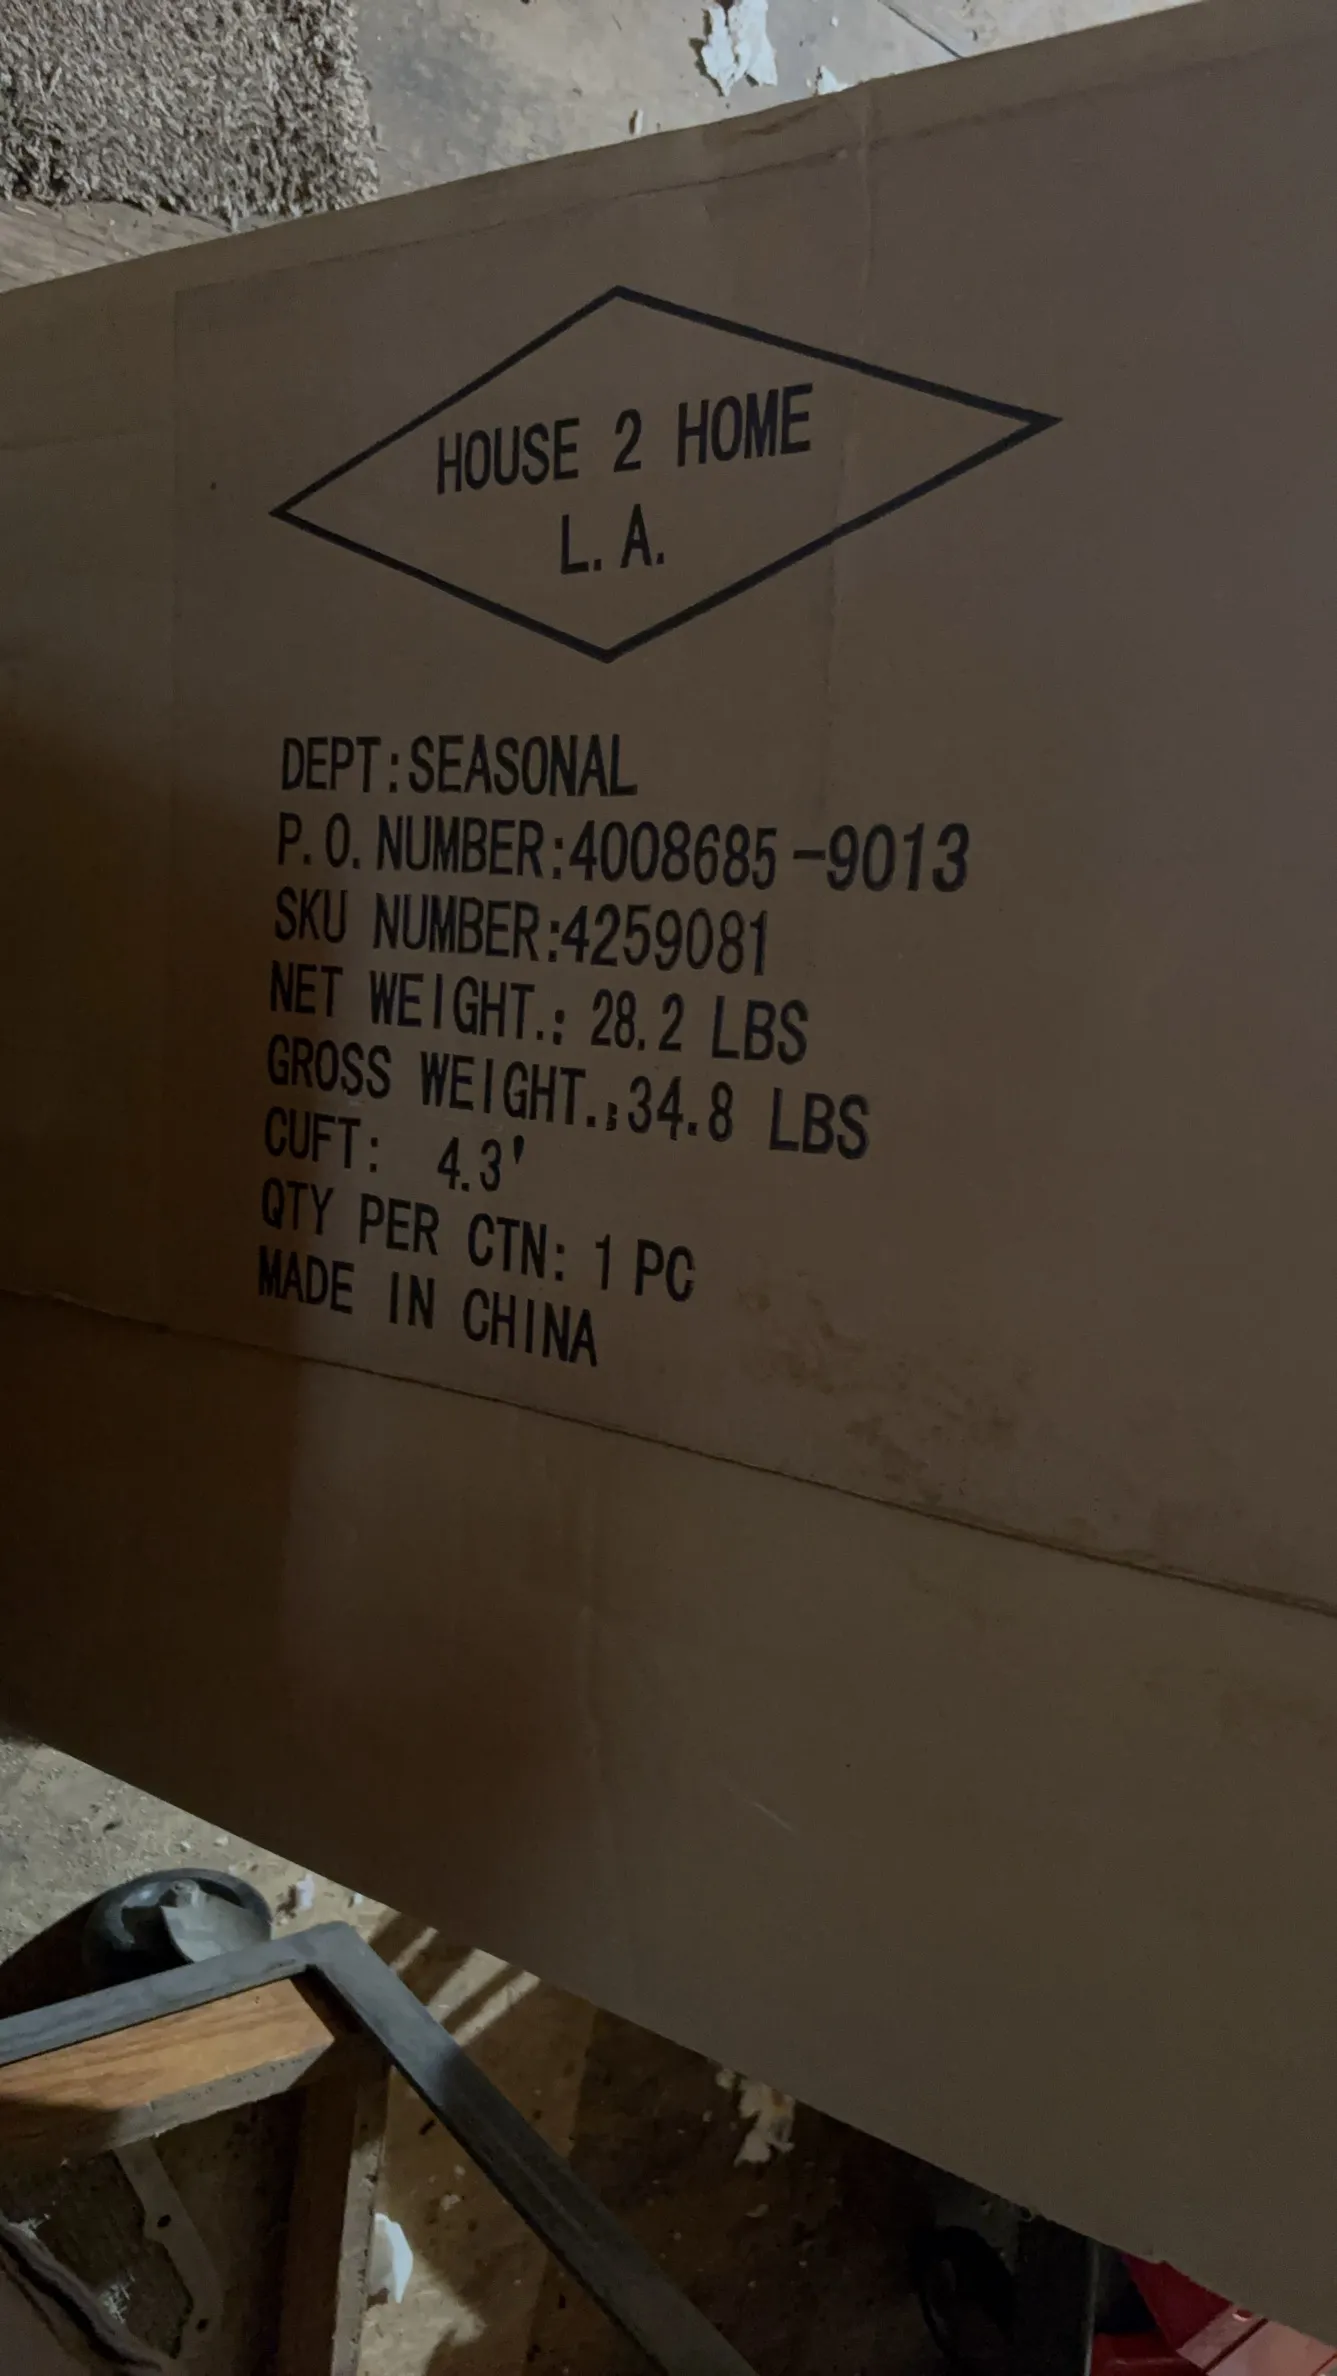 HOUSE 2 HOME
L. A.
DEPT:SEASONAL
P. O. NUMBER:4008685-9013
SKU NUMBER:4259081
NET WEIGHT.: 28.2 LBS
GROSS WEIGHT.:34.8 LBS
CUFT: 4.3'
QTY PER CTN: 1 PC
MADE IN CHINA